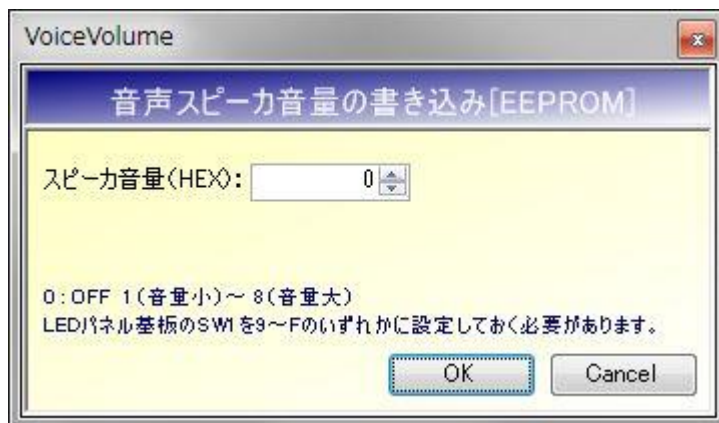 VoiceVolume
音声スピーカ音量の書き込み[EEPROM]
スピーカ音量(HEX): 0
0:OFF 1(音量小)～8(音量大)
LEDパネル基板のSW1を9～Fのいずれかに設定しておく必要があります。
OK Cancel